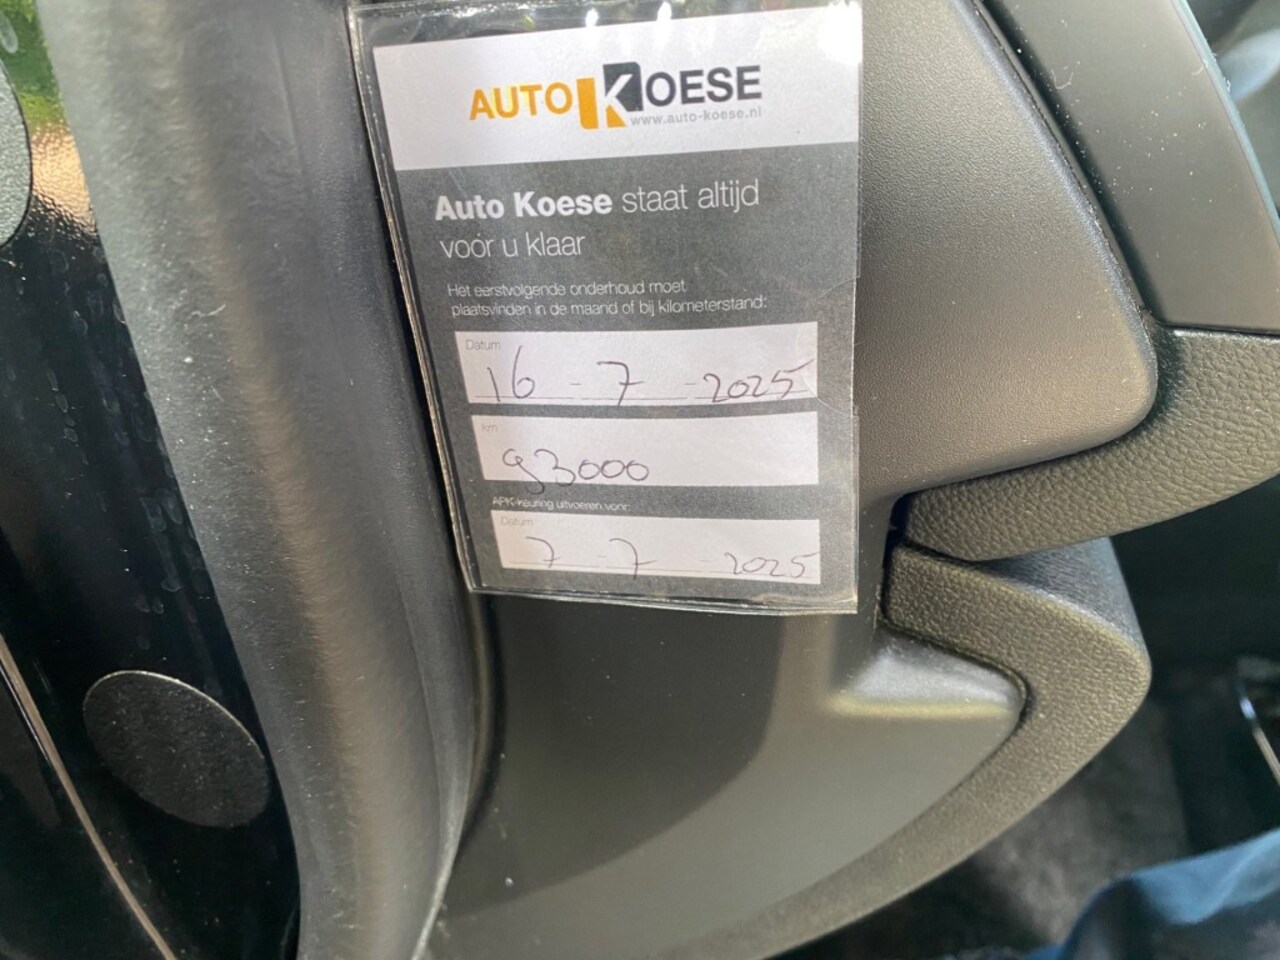 AUTO KOESE
www.auto-koese.nl
Auto Koese staat altijd
voor u klaar
Het eerstvolgende onderhoud moet
plaatsvinden in de maand of bij kilometerstand:
Datum
16 - 7 - 2025
km
93000
APK-keuring uitvoeren voor:
Datum
7 - 7 - 2025